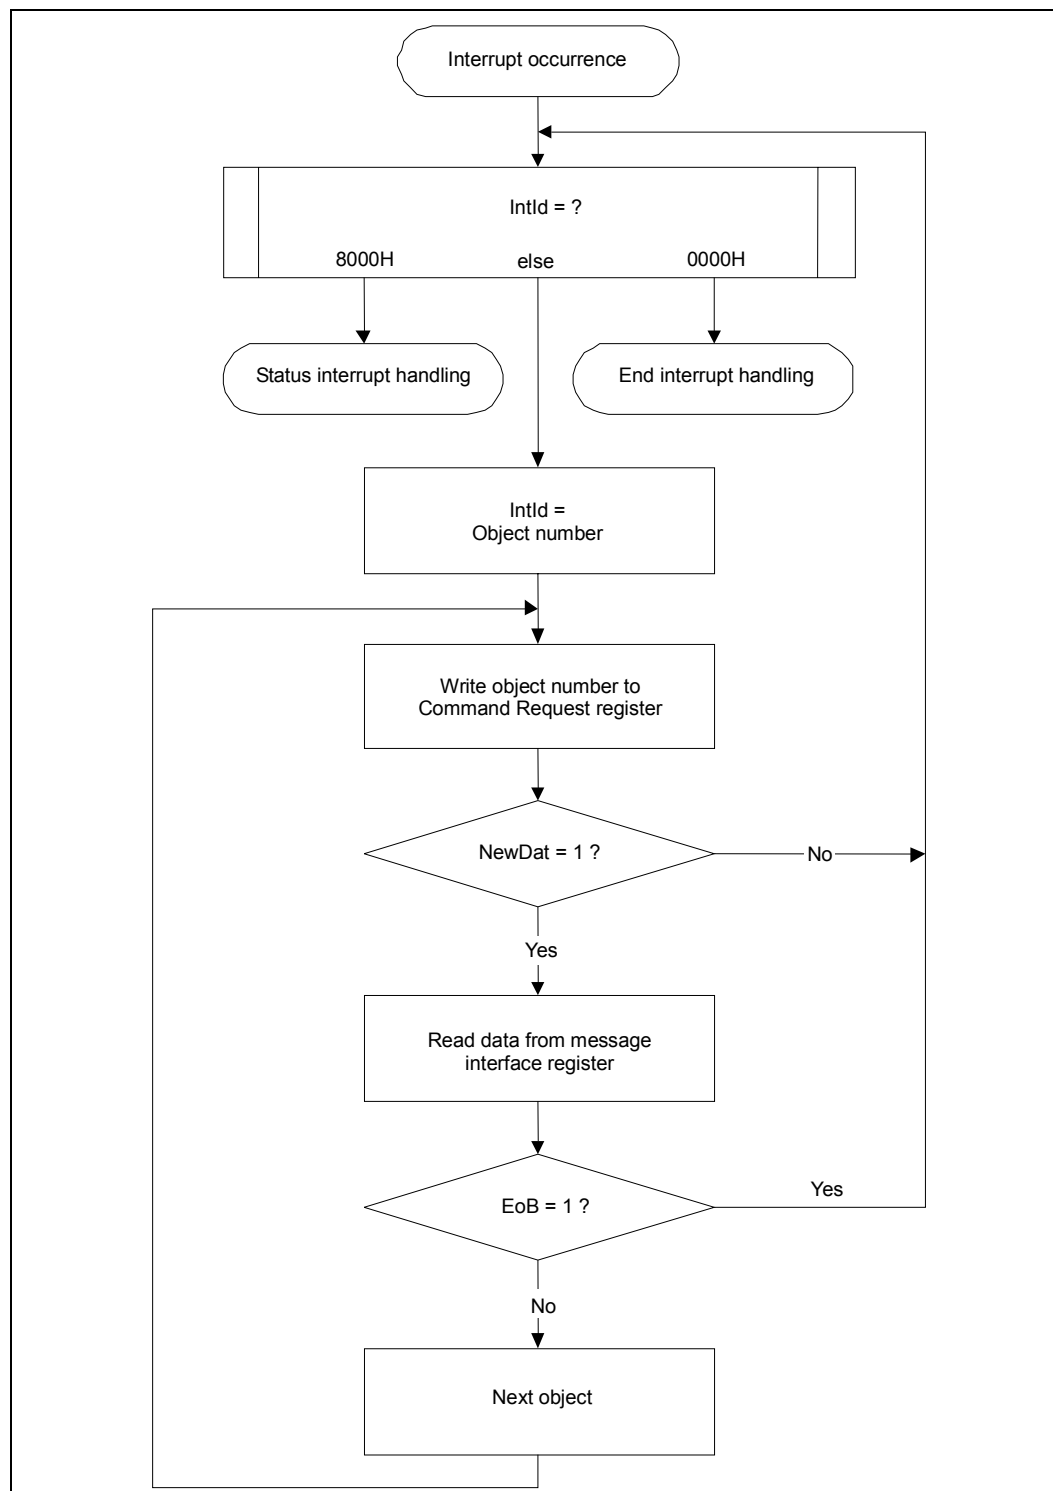 Interrupt occurrence
IntId = ?
8000H else 0000H
Status interrupt handling
End interrupt handling
IntId =
Object number
Write object number to
Command Request register
NewDat = 1 ?
No
Yes
Read data from message
interface register
EoB = 1 ?
Yes
No
Next object